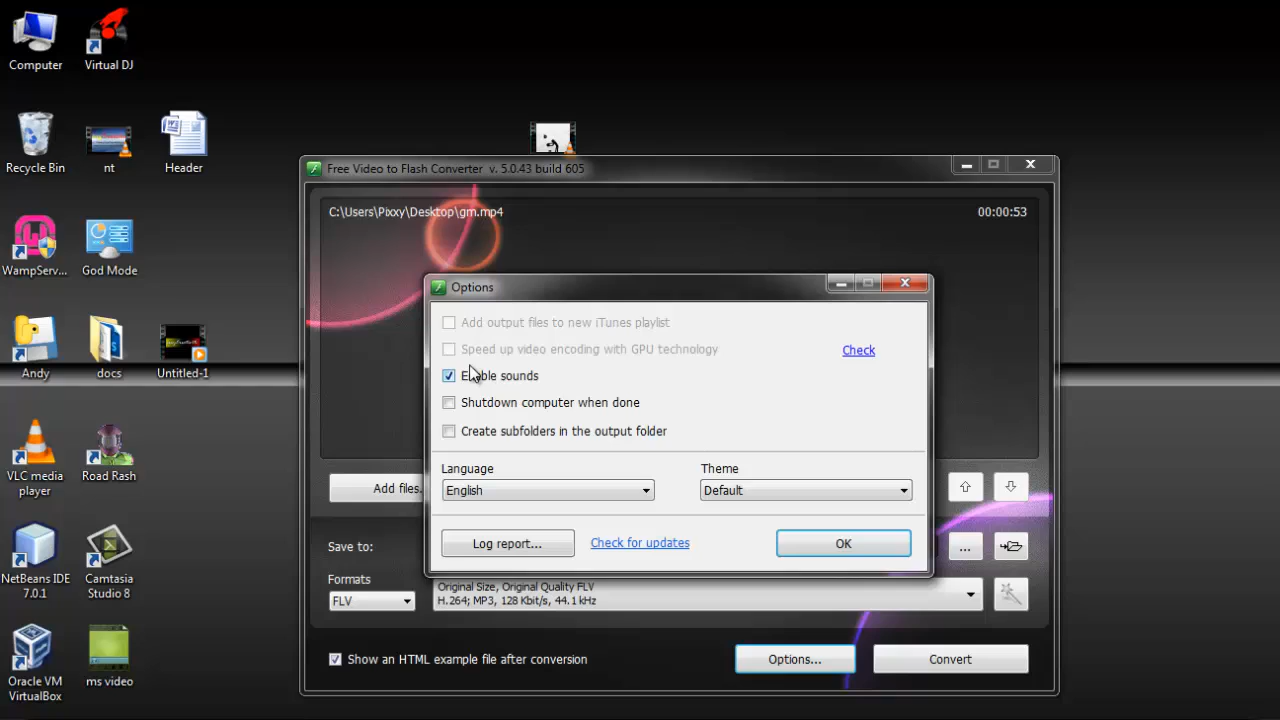 Computer
Virtual DJ
Recycle Bin
nt
Header
WampServ...
God Mode
Andy
docs
Untitled-1
VLC media
player
Road Rash
NetBeans IDE
7.0.1
Camtasia
Studio 8
Oracle VM
VirtualBox
ms video
Free Video to Flash Converter v. 5.0.43 build 605
C:\Users\Pixxy\Desktop\gm.mp4
00:00:53
Options
Add output files to new iTunes playlist
Speed up video encoding with GPU technology
Check
Enable sounds
Shutdown computer when done
Create subfolders in the output folder
Language
Theme
English
Default
Log report...
Check for updates
OK
Add files.
Save to:
...
Formats
FLV
Original Size, Original Quality FLV
H.264; MP3, 128 Kbit/s, 44.1 kHz
Show an HTML example file after conversion
Options...
Convert